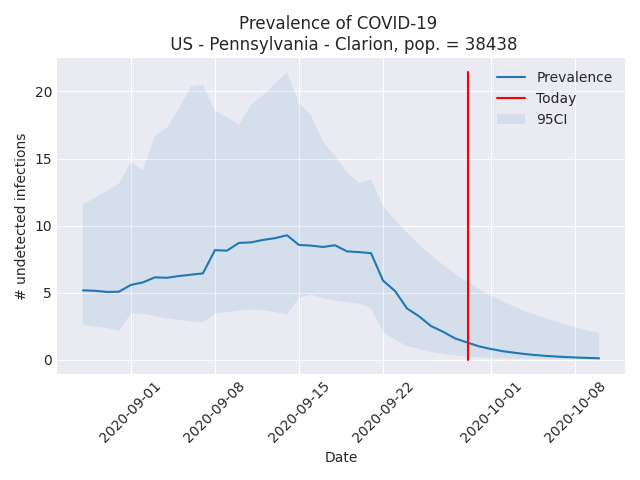 Prevalence of COVID-19
US - Pennsylvania - Clarion, pop. = 38438
Prevalence
Today
95CI
# undetected infections
20
15
10
5
0
2020-09-01
2020-09-08
2020-09-15
2020-09-22
2020-10-01
2020-10-08
Date